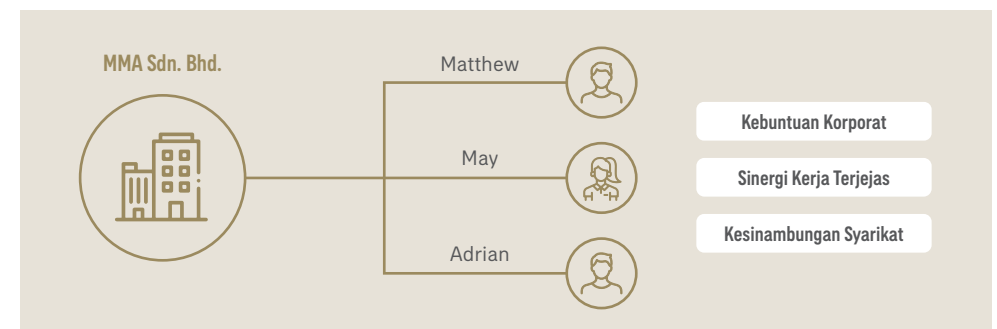 MMA Sdn. Bhd.
Matthew
May
Adrian
Kebuntuan Korporat
Sinergi Kerja Terjejas
Kesinambungan Syarikat